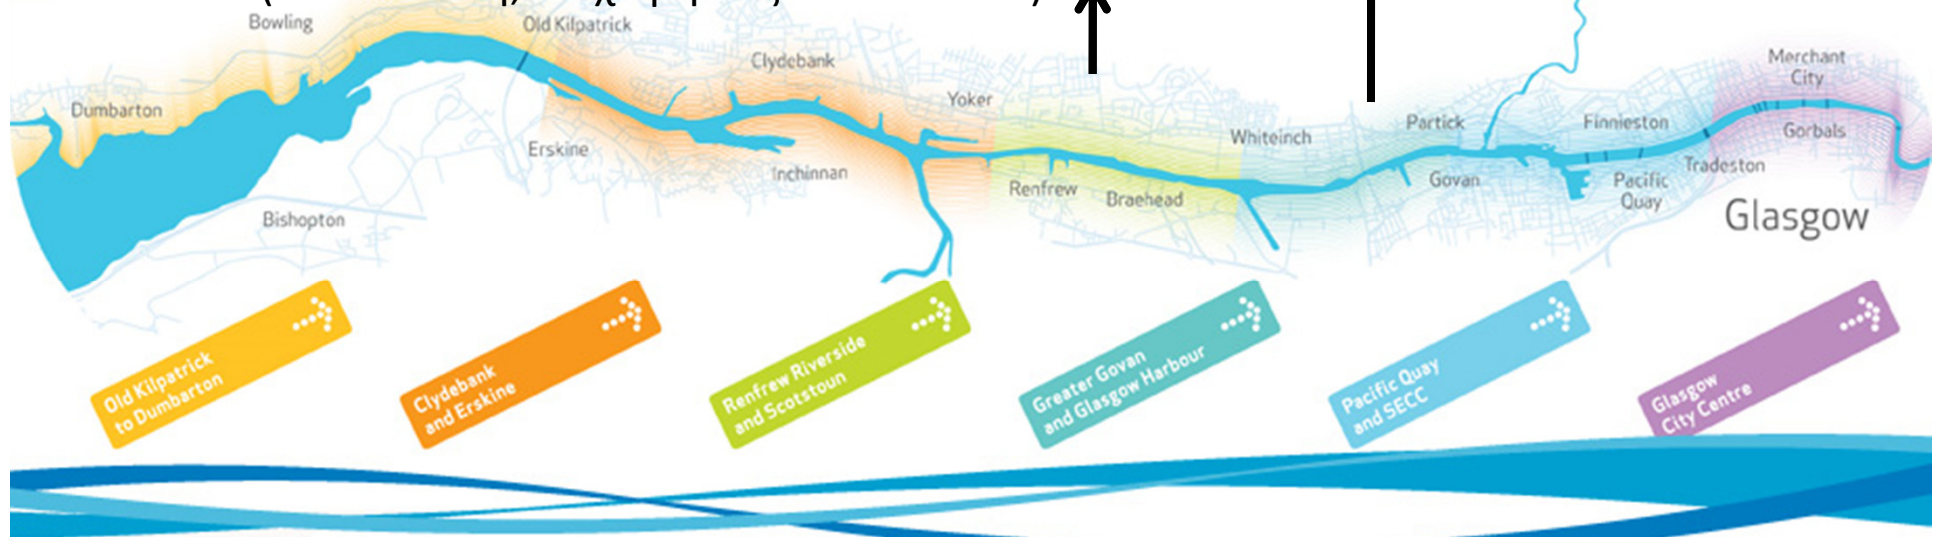 Bowling
Old Kilpatrick
Clydebank
Merchant
City
Dumbarton
Yoker
Whiteinch
Partick
Finnieston
Gorbals
Erskine
Inchinnan
Renfrew
Braehead
Govan
Pacific
Quay
Tradeston
Bishopton
Glasgow
Old Kilpatrick
to Dumbarton
Clydebank
and Erskine
Renfrew Riverside
and Scotstoun
Greater Govan
and Glasgow Harbour
Pacific Quay
and SECC
Glasgow
City Centre